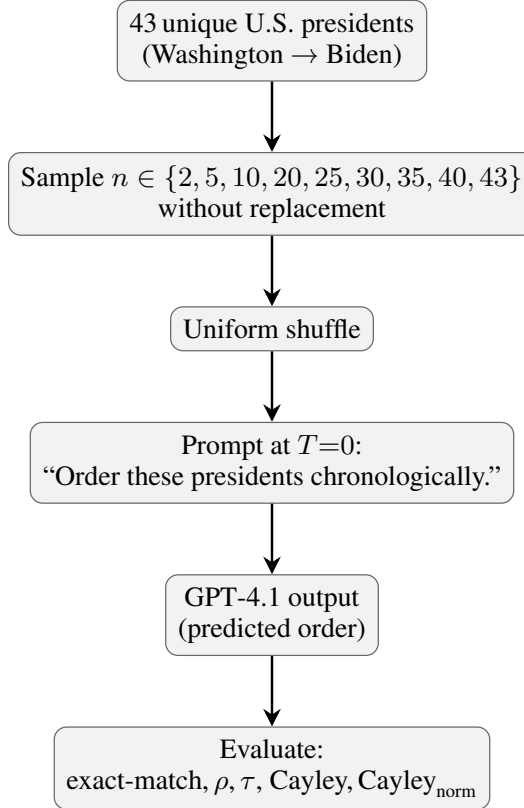 43 unique U.S. presidents
(Washington → Biden)
Sample n ∈ {2, 5, 10, 20, 25, 30, 35, 40, 43}
without replacement
Uniform shuffle
Prompt at T=0:
“Order these presidents chronologically.”
GPT-4.1 output
(predicted order)
Evaluate:
exact-match, ρ, τ, Cayley, Cayley_norm